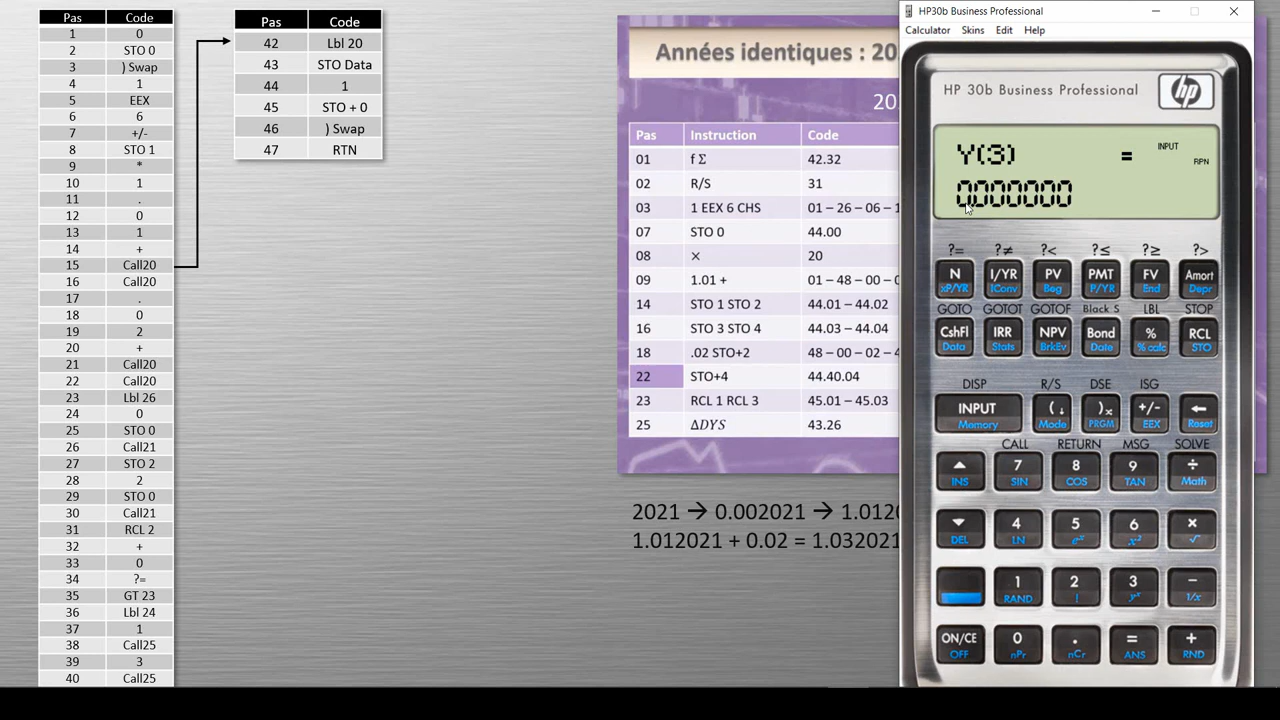 Pas Code
1 0
2 STO 0
3 ) Swap
4 1
5 EEX
6 6
7 +/-
8 STO 1
9 *
10 1
11 .
12 0
13 1
14 +
15 Call20
16 Call20
17 .
18 0
19 2
20 +
21 Call20
22 Call20
23 Lbl 26
24 0
25 STO 0
26 Call21
27 STO 2
28 2
29 STO 0
30 Call21
31 RCL 2
32 +
33 0
34 ?=
35 GT 23
36 Lbl 24
37 1
38 Call25
39 3
40 Call25
Pas Code
42 Lbl 20
43 STO Data
44 1
45 STO + 0
46 ) Swap
47 RTN
Années identiques : 20
20
Pas Instruction Code
01 f Σ 42.32
02 R/S 31
03 1 EEX 6 CHS 01 – 26 – 06 – 1
07 STO 0 44.00
08 × 20
09 1.01 + 01 – 48 – 00 –
14 STO 1 STO 2 44.01 – 44.02
16 STO 3 STO 4 44.03 – 44.04
18 .02 STO+2 48 – 00 – 02 – 4
22 STO+4 44.40.04
23 RCL 1 RCL 3 45.01 – 45.03
25 ΔDYS 43.26
2021 → 0.002021 → 1.012
1.012021 + 0.02 = 1.032021
HP30b Business Professional
Calculator Skins Edit Help
HP 30b Business Professional hp
Y(3) = INPUT
RPN
0000000
?= ?≠ ?< ?≤ ?≥ ?>
N I/YR PV PMT FV Amort
xP/YR IConv Beg P/YR End Depr
GOTO GOTOT GOTOF Black S LBL STOP
CshFl IRR NPV Bond % RCL
Data Stats BrkEv Date % calc STO
DISP R/S DSE ISG
INPUT (↓ )x +/- ←
Memory Mode PRGM EEX Reset
CALL RETURN MSG SOLVE
▲ 7 8 9 ÷
INS SIN COS TAN Math
▼ 4 5 6 ×
DEL LN eˣ x² √
1 2 3 −
RAND ! yˣ 1/x
ON/CE 0 . = +
OFF nPr nCr ANS RND